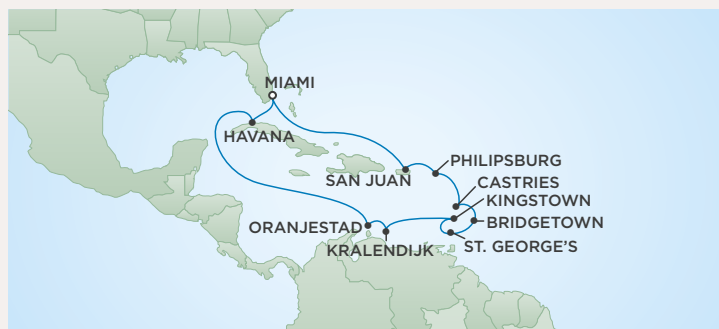 MIAMI
HAVANA
SAN JUAN
PHILIPSBURG
CASTRIES
KINGSTOWN
BRIDGETOWN
ST. GEORGE'S
ORANJESTAD
KRALENDIJK